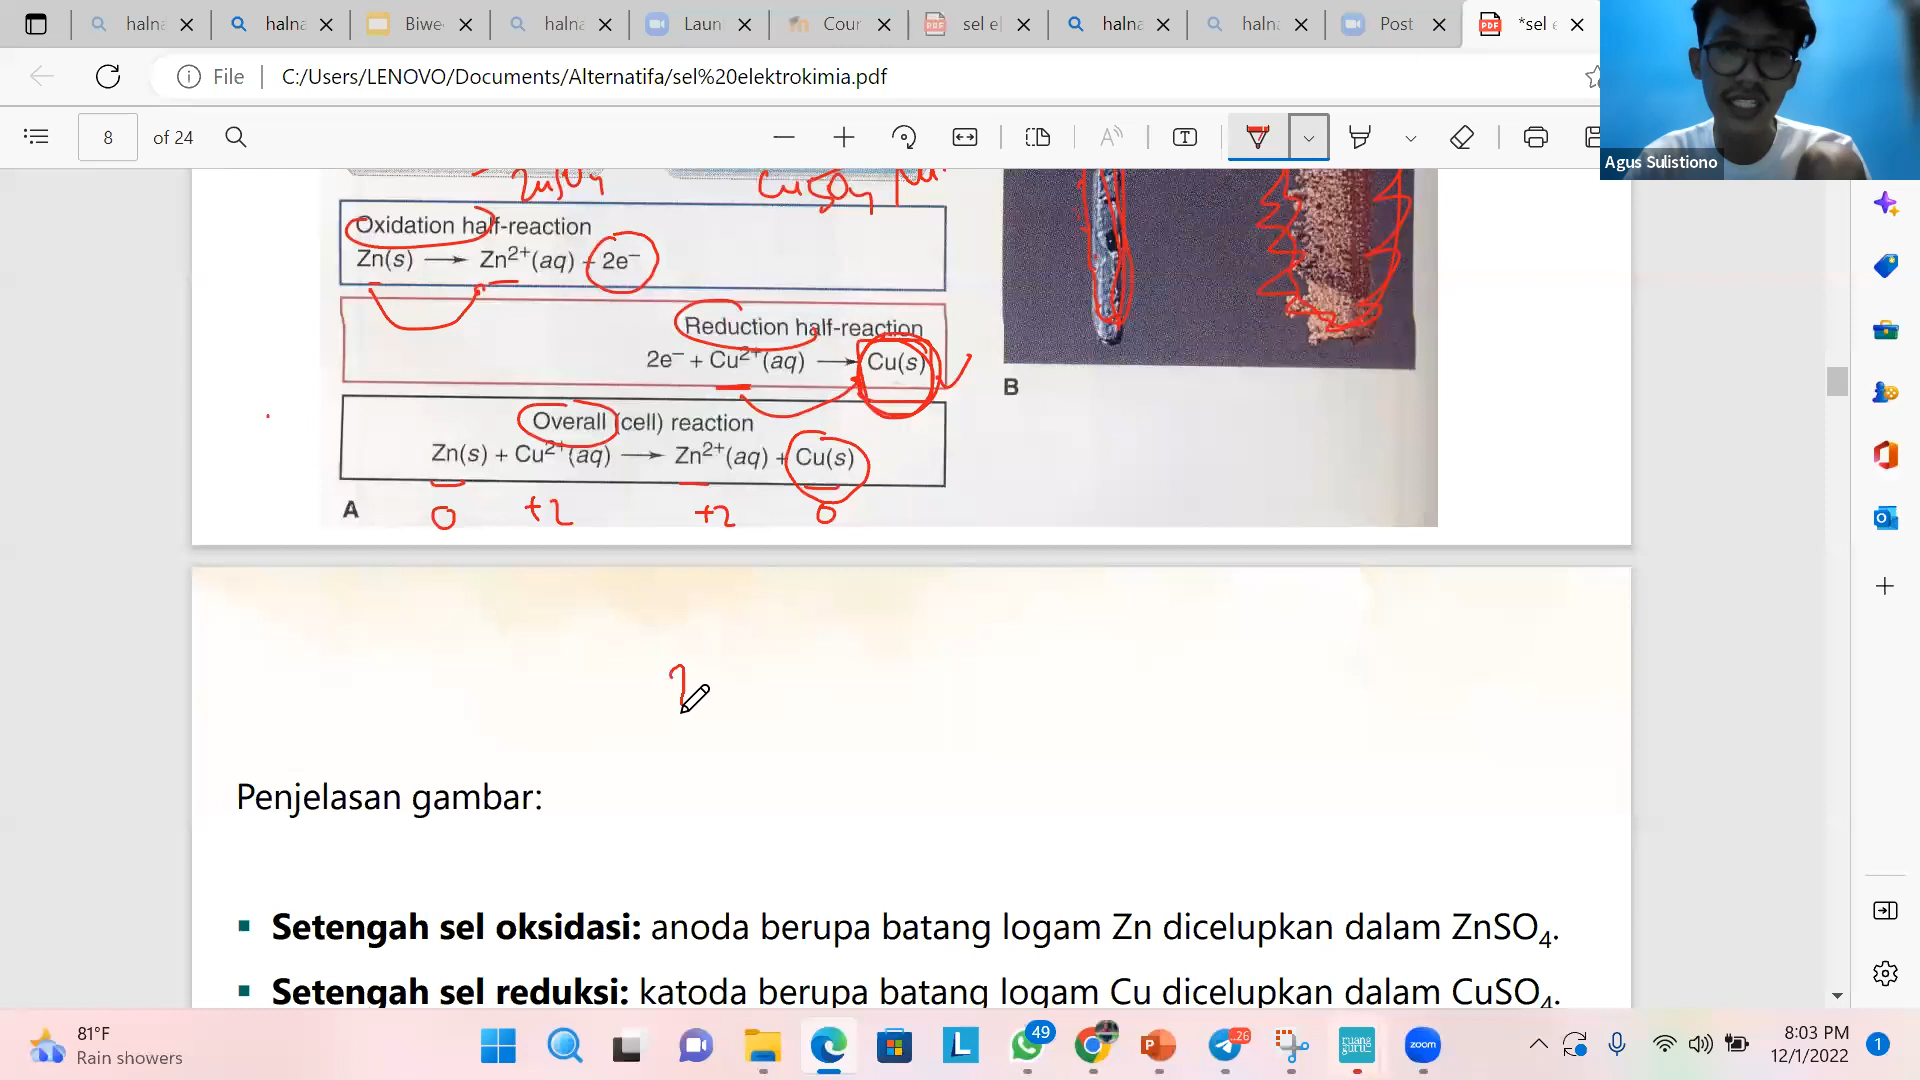 halna
halna
Biwe
halna
Laun
Cour
sel el
halna
halna
Post
*sel e
File
C:/Users/LENOVO/Documents/Alternatifa/sel%20elektrokimia.pdf
8 of 24
Agus Sulistiono
CuSO4
Oxidation half-reaction
Zn(s) → Zn²⁺(aq) + 2e⁻
Reduction half-reaction
2e⁻ + Cu²⁺(aq) → Cu(s)
Overall (cell) reaction
Zn(s) + Cu²⁺(aq) → Zn²⁺(aq) + Cu(s)
0 +2 +2 0
A
B
Penjelasan gambar:
▪ Setengah sel oksidasi: anoda berupa batang logam Zn dicelupkan dalam ZnSO₄.
▪ Setengah sel reduksi: katoda berupa batang logam Cu dicelupkan dalam CuSO₄.
81°F
Rain showers
49
26
ruang guru
zoom
8:03 PM
12/1/2022
1